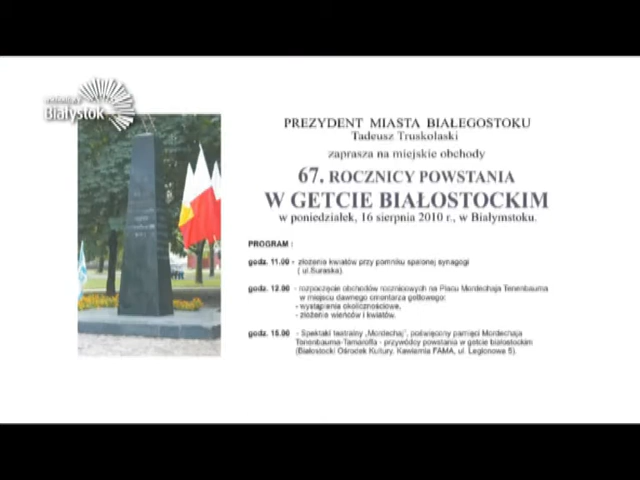 wschodzący
Białystok
PREZYDENT MIASTA BIAŁEGOSTOKU
Tadeusz Truskolaski
zaprasza na miejskie obchody
67. ROCZNICY POWSTANIA
W GETCIE BIAŁOSTOCKIM
w poniedziałek, 16 sierpnia 2010 r., w Białymstoku.
PROGRAM :
godz. 11.00 - złożenie kwiatów przy pomniku spalonej synagogi
( ul.Suraska)
godz. 12.00 - rozpoczęcie obchodów rocznicowych na Placu Mordechaja Tenenbauma
w miejscu dawnego cmentarza gettowego:
- wystąpienia okolicznościowe,
- złożenie wieńców i kwiatów.
godz. 15.00 - Spektakl teatralny „Mordechaj”, poświęcony pamięci Mordechaja
Tenenbauma-Tamaroffa - przywódcy powstania w getcie białostockim
(Białostocki Ośrodek Kultury, Kawiarnia FAMA, ul. Legionowa 5).